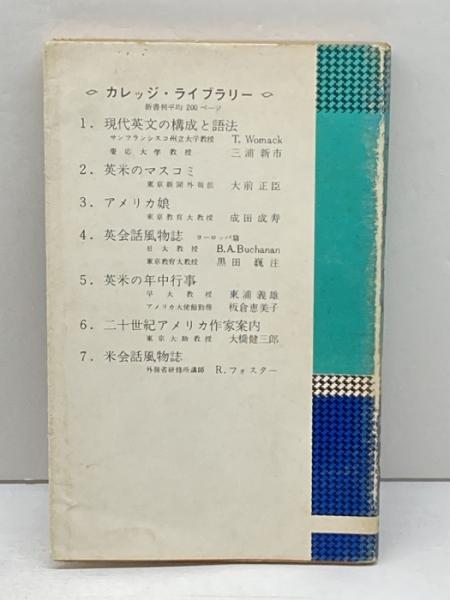 カレッジ・ライブラリー
新書判平均 200 ページ
1. 現代英文の構成と語法
サンフランシスコ州立大学教授 T. Womack
慶応大学教授 三浦新市
2. 英米のマスコミ
東京新聞外報部 大前正臣
3. アメリカ娘
東京教育大教授 成田成寿
4. 英会話風物誌 ヨーロッパ篇
大教授 B.A.Buchanan
東京教育大教授 黒田巍注
5. 英米の年中行事
早大教授 東浦義雄
アメリカ大使館勤務 板倉恵美子
6. 二十世紀アメリカ作家案内
東京大助教授 大橋健三郎
7. 米会話風物誌
外務省研修所講師 R.フォスター